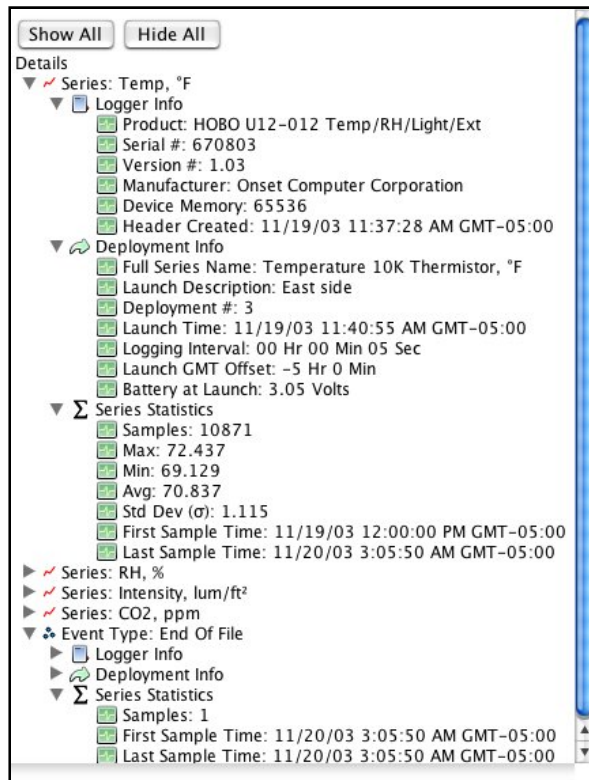 Show All Hide All
Details
Series: Temp, °F
Logger Info
Product: HOBO U12-012 Temp/RH/Light/Ext
Serial #: 670803
Version #: 1.03
Manufacturer: Onset Computer Corporation
Device Memory: 65536
Header Created: 11/19/03 11:37:28 AM GMT-05:00
Deployment Info
Full Series Name: Temperature 10K Thermistor, °F
Launch Description: East side
Deployment #: 3
Launch Time: 11/19/03 11:40:55 AM GMT-05:00
Logging Interval: 00 Hr 00 Min 05 Sec
Launch GMT Offset: -5 Hr 0 Min
Battery at Launch: 3.05 Volts
Σ Series Statistics
Samples: 10871
Max: 72.437
Min: 69.129
Avg: 70.837
Std Dev (σ): 1.115
First Sample Time: 11/19/03 12:00:00 PM GMT-05:00
Last Sample Time: 11/20/03 3:05:50 AM GMT-05:00
Series: RH, %
Series: Intensity, lum/ft²
Series: CO2, ppm
Event Type: End Of File
Logger Info
Deployment Info
Σ Series Statistics
Samples: 1
First Sample Time: 11/20/03 3:05:50 AM GMT-05:00
Last Sample Time: 11/20/03 3:05:50 AM GMT-05:00